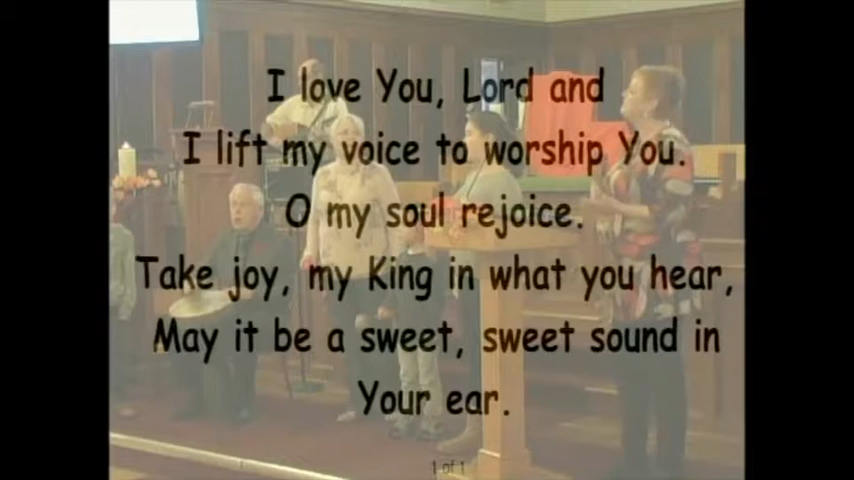 I love You, Lord and
I lift my voice to worship You.
O my soul rejoice.
Take joy, my King in what you hear,
May it be a sweet, sweet sound in
Your ear.
1 of 1